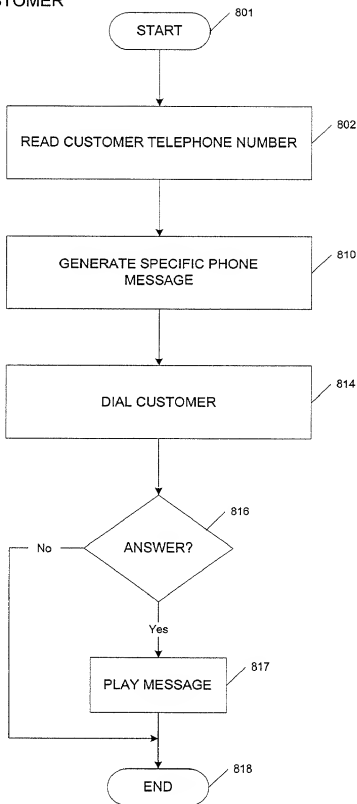 START
801
READ CUSTOMER TELEPHONE NUMBER
802
GENERATE SPECIFIC PHONE
MESSAGE
810
DIAL CUSTOMER
814
ANSWER?
816
No
Yes
PLAY MESSAGE
817
END
818